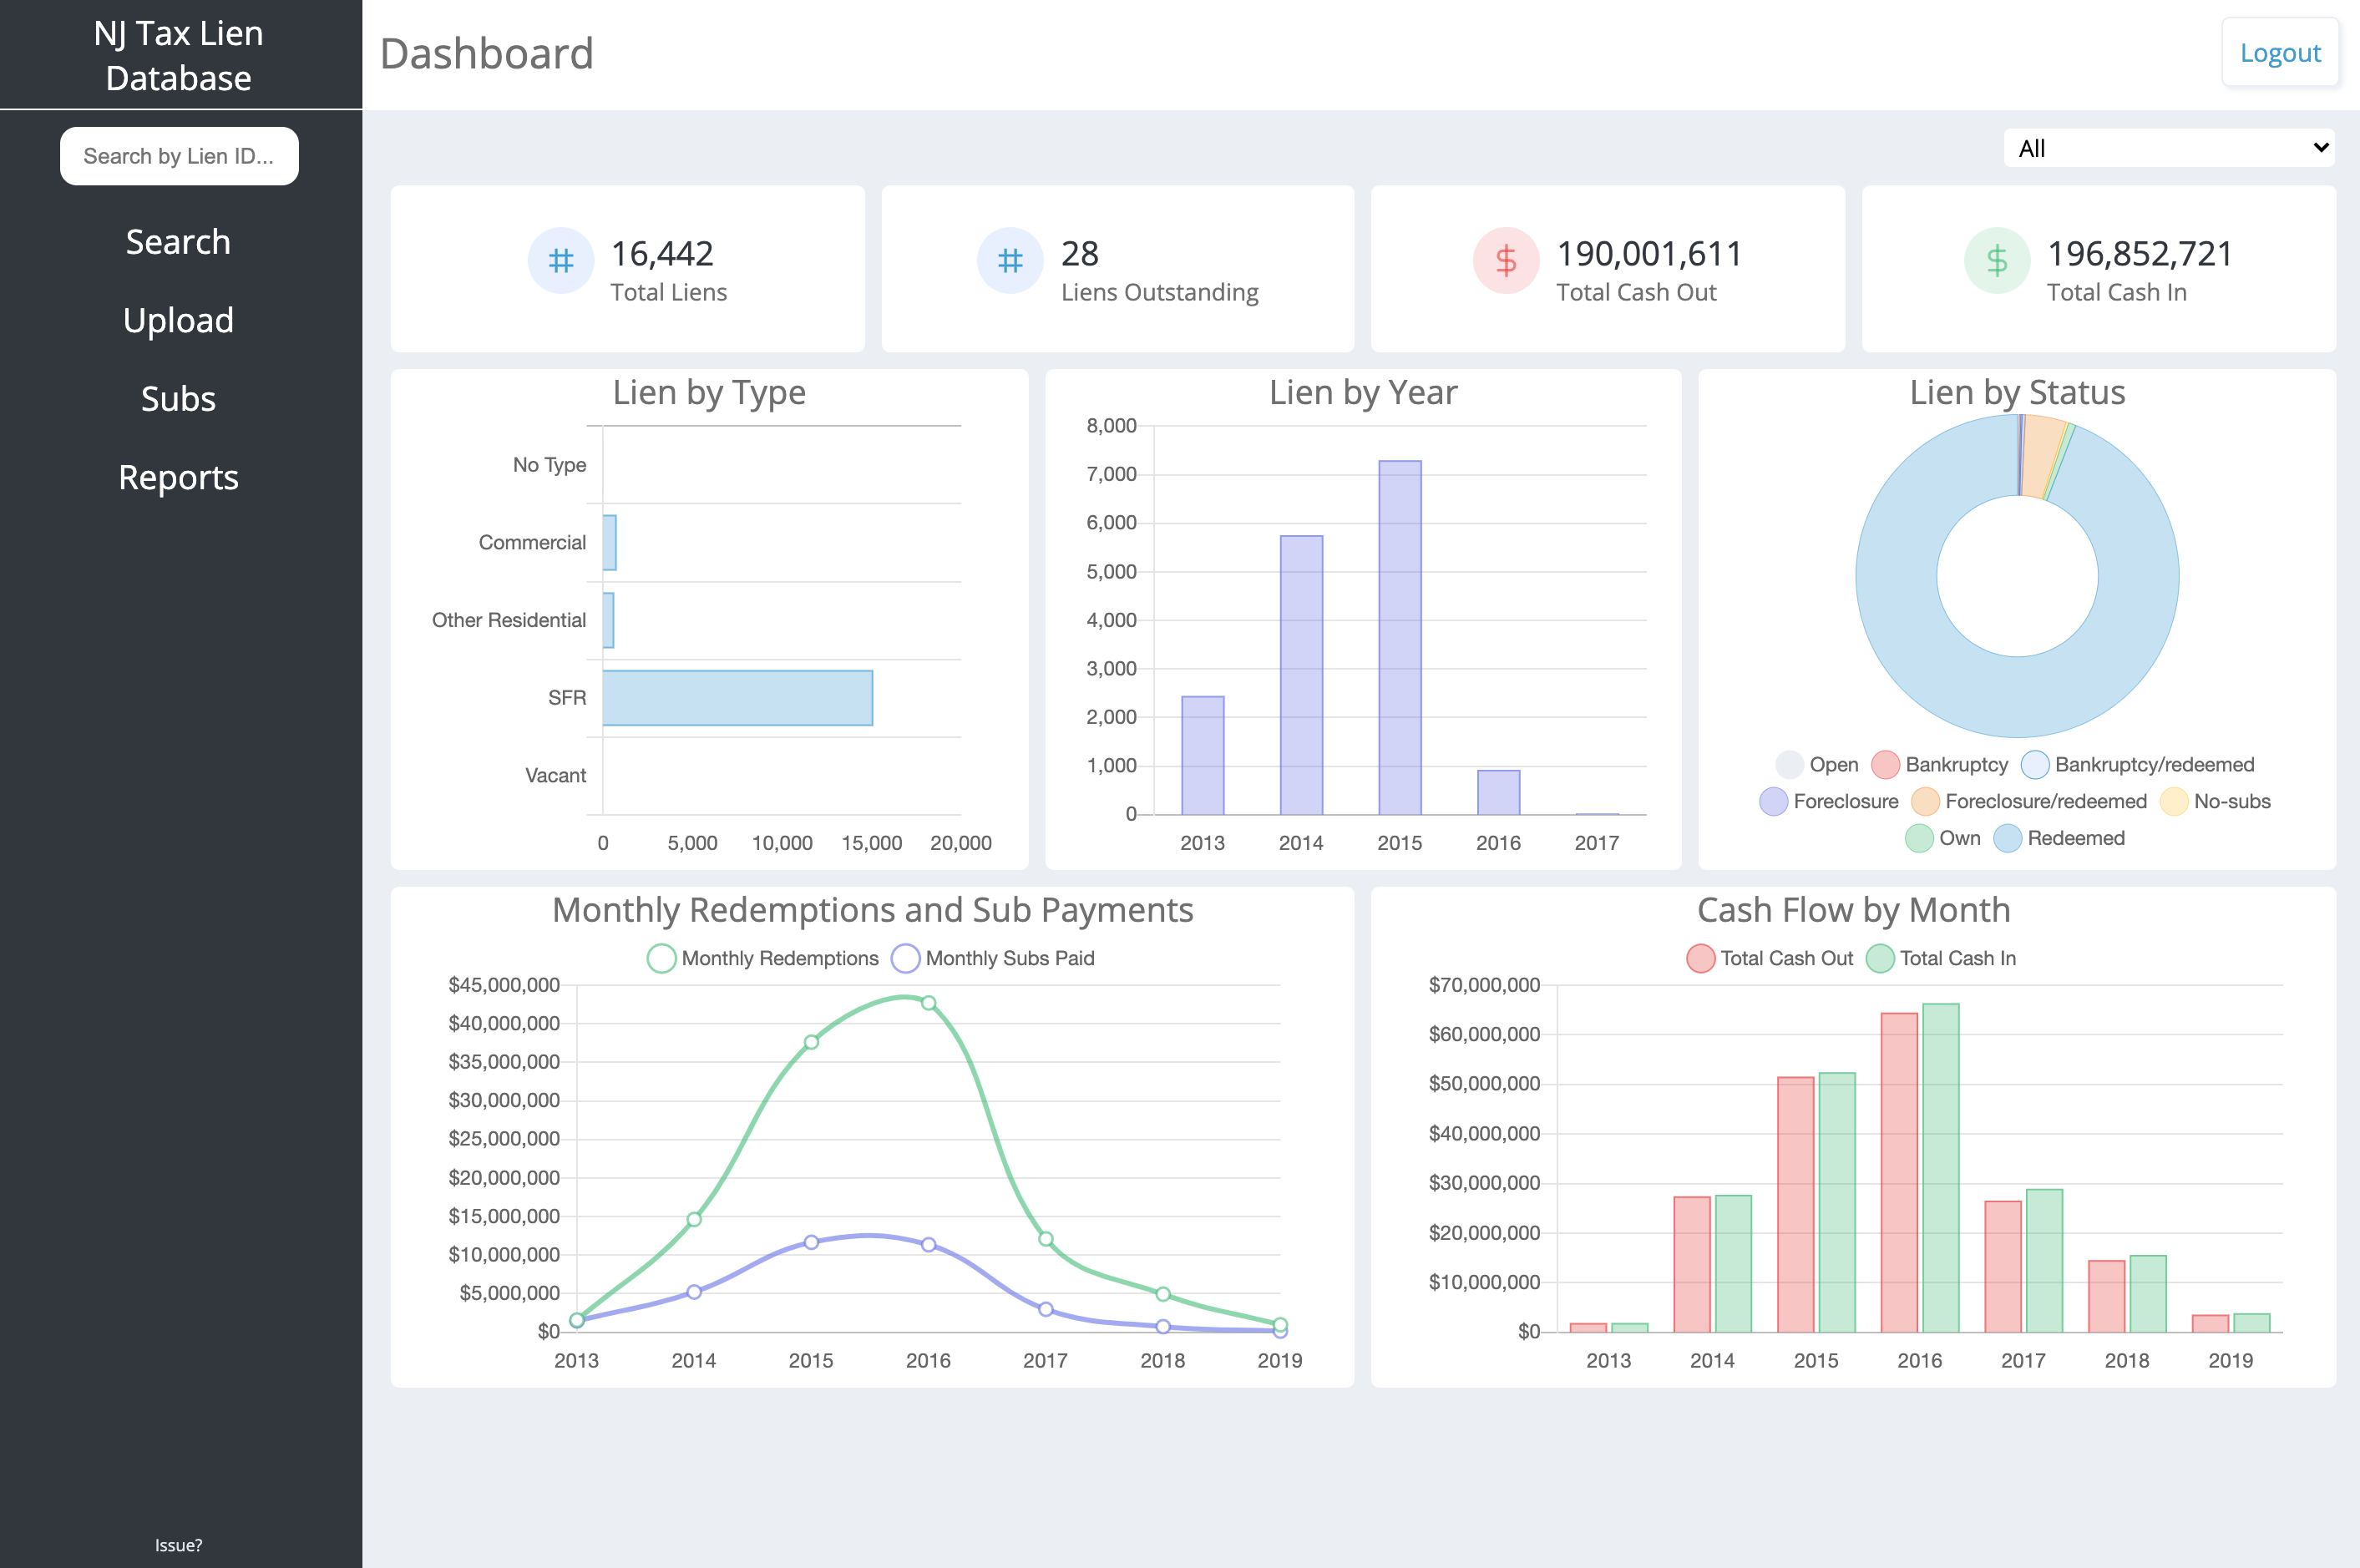 NJ Tax Lien
Database
Search by Lien ID...
Search
Upload
Subs
Reports
Issue?
Dashboard
Logout
All
16,442
Total Liens
28
Liens Outstanding
190,001,611
Total Cash Out
196,852,721
Total Cash In
Lien by Type
No Type
Commercial
Other Residential
SFR
Vacant
0 5,000 10,000 15,000 20,000
Lien by Year
8,000
7,000
6,000
5,000
4,000
3,000
2,000
1,000
0
2013 2014 2015 2016 2017
Lien by Status
Open Bankruptcy Bankruptcy/redeemed
Foreclosure Foreclosure/redeemed No-subs
Own Redeemed
Monthly Redemptions and Sub Payments
Monthly Redemptions Monthly Subs Paid
$45,000,000
$40,000,000
$35,000,000
$30,000,000
$25,000,000
$20,000,000
$15,000,000
$10,000,000
$5,000,000
$0
2013 2014 2015 2016 2017 2018 2019
Cash Flow by Month
Total Cash Out Total Cash In
$70,000,000
$60,000,000
$50,000,000
$40,000,000
$30,000,000
$20,000,000
$10,000,000
$0
2013 2014 2015 2016 2017 2018 2019